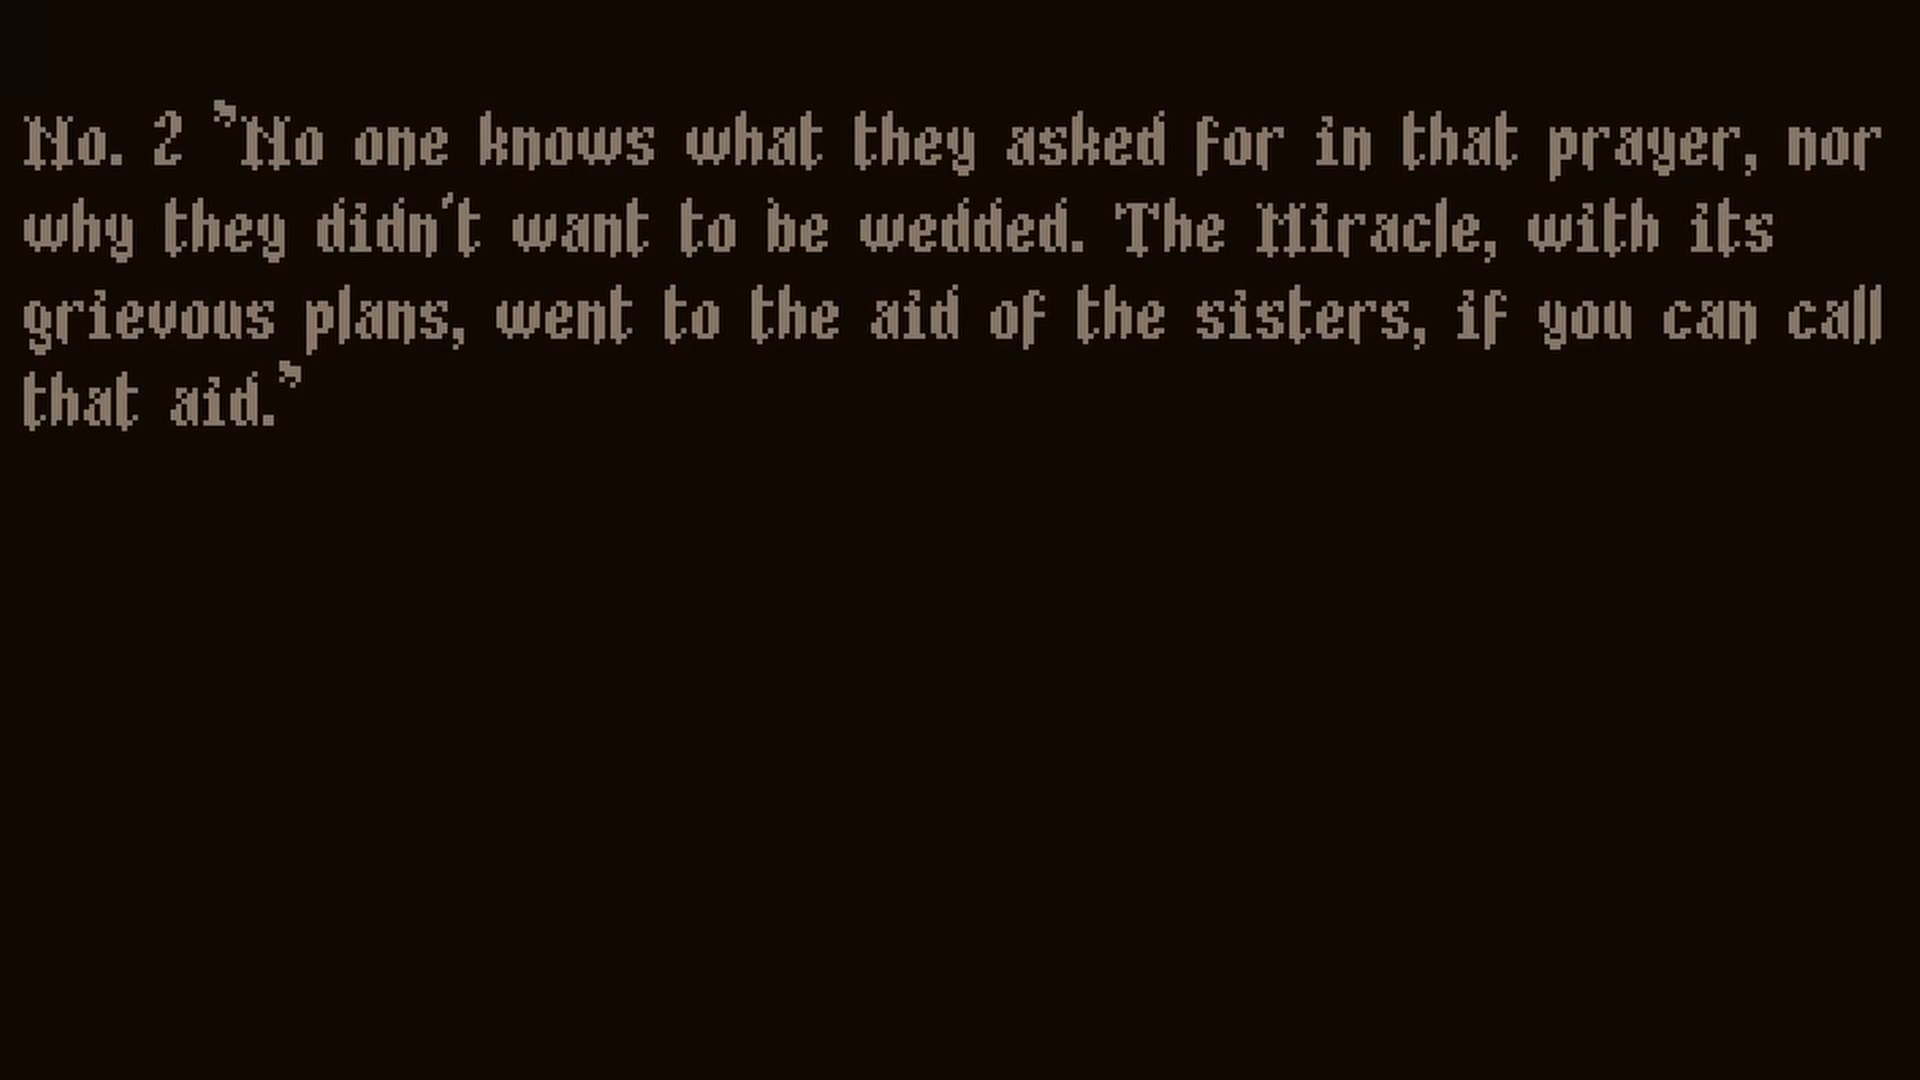 No. 2 "No one knows what they asked for in that prayer, nor
why they didn't want to be wedded. The Miracle, with its
grievous plans, went to the aid of the sisters, if you can call
that aid."